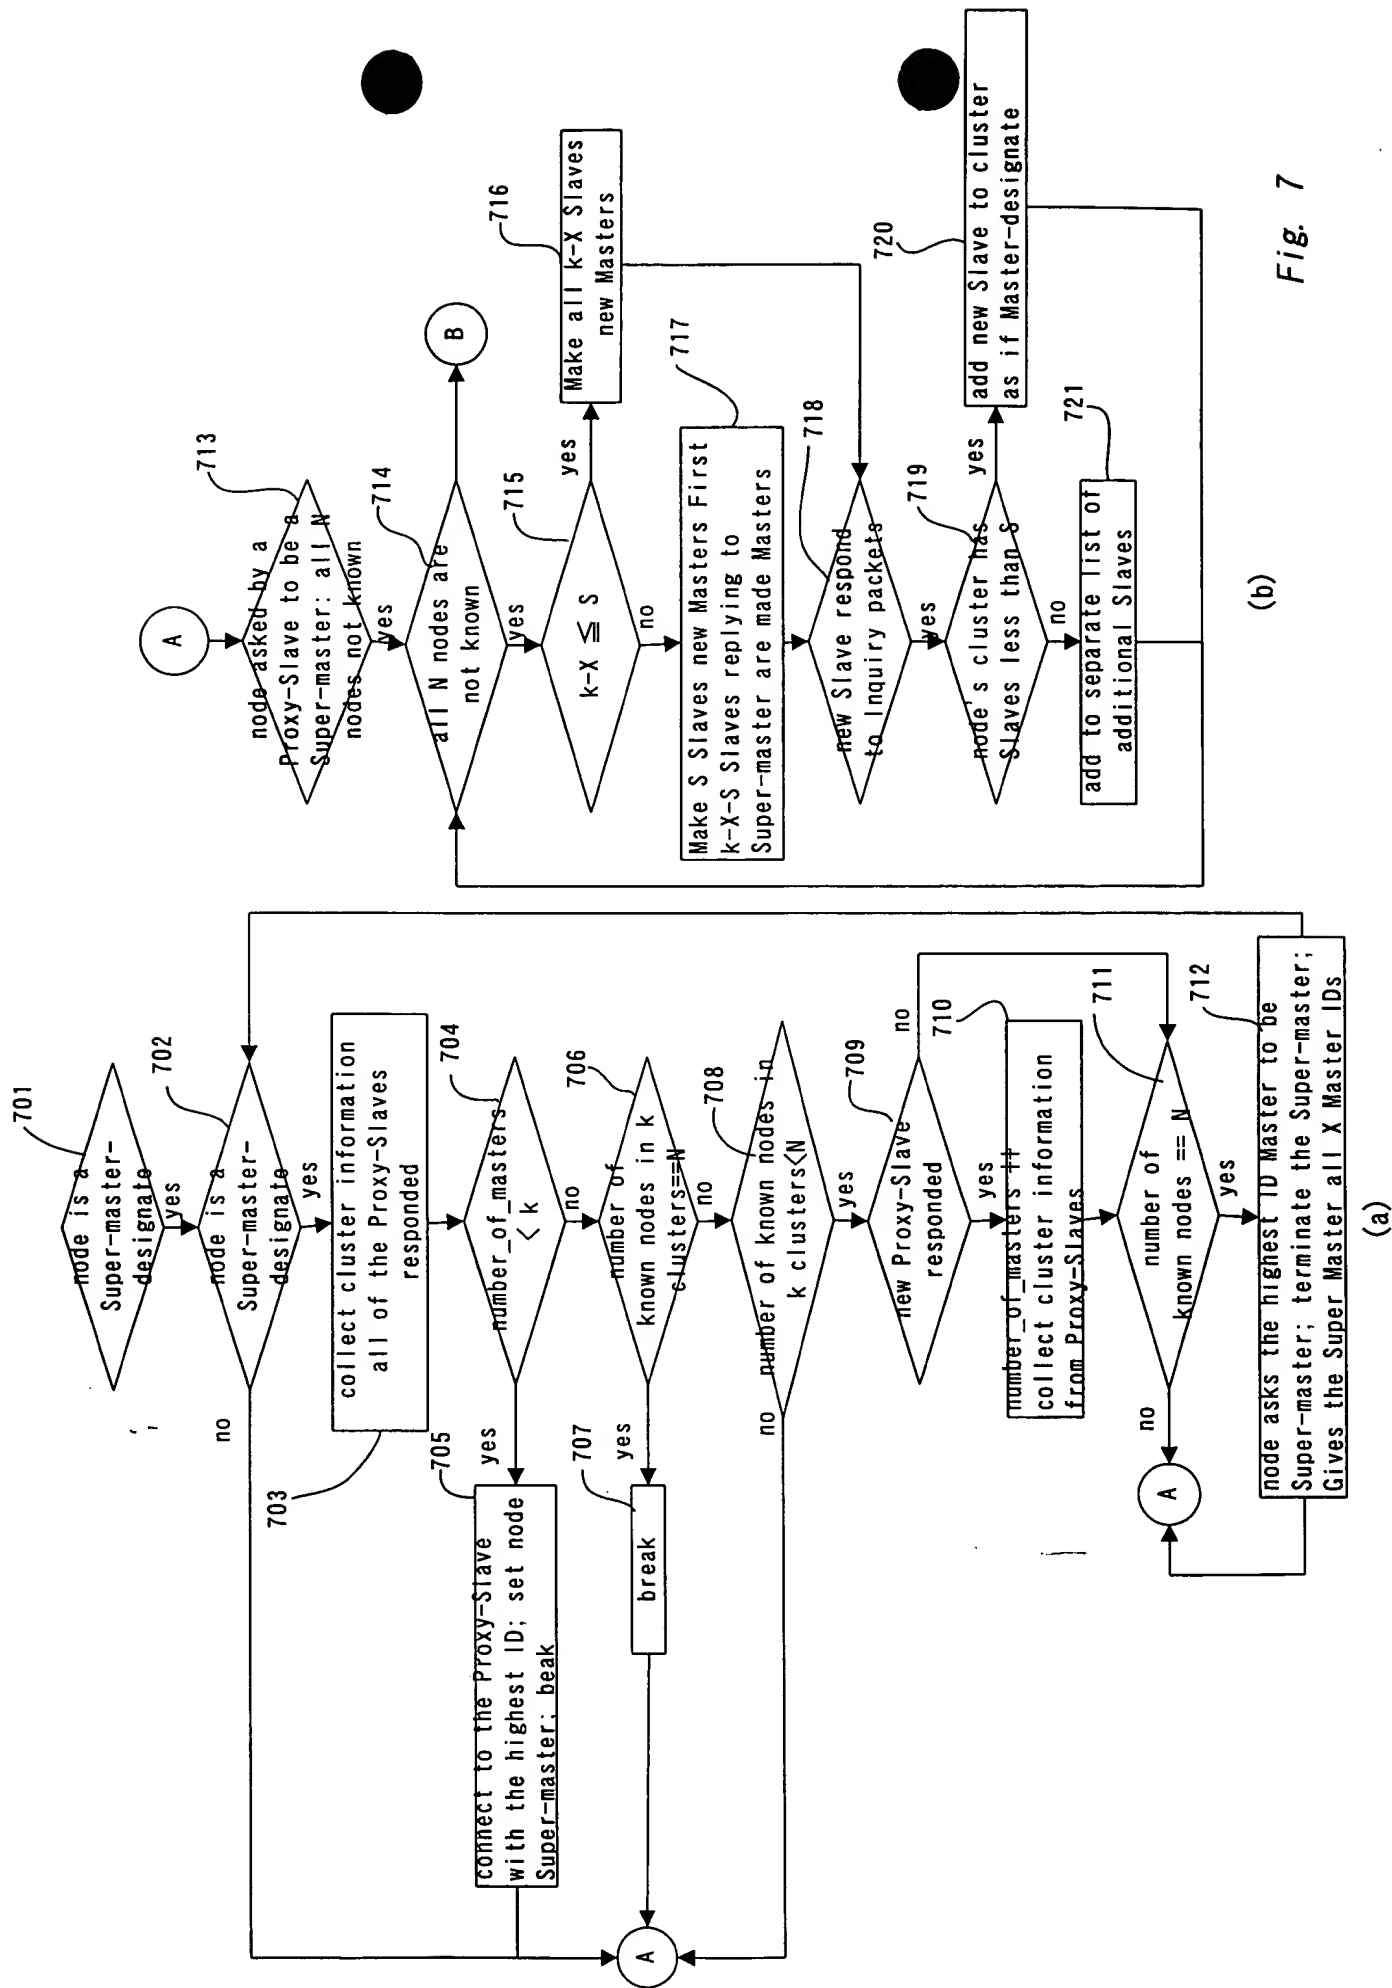 701
node is a
Super-master-
designate
yes
702
node is a
Super-master-
designate
no
yes
703
collect cluster information
all of the Proxy-Slaves
responded
704
number_of_masters
< k
yes
no
705
connect to the Proxy-Slave
with the highest ID; set node
Super-master; beak
706
number of
known nodes in k
clusters==N
yes
no
707
break
708
number of known nodes in
k clusters<N
no
yes
A
709
new Proxy-Slave
responded
no
yes
710
number_of_masters ++
collect cluster information
from Proxy-Slaves
711
number of
known nodes == N
no
yes
A
712
node asks the highest ID Master to be
Super-master; terminate the Super-master;
Gives the Super Master all X Master IDs
(a)
A
713
node asked by a
Proxy-Slave to be a
Super-master: all N
nodes not known
yes
714
all N nodes are
not known
B
yes
715
k-X ≦ S
yes
no
716
Make all k-X Slaves
new Masters
717
Make S Slaves new Masters First
k-X-S Slaves replying to
Super-master are made Masters
718
new Slave respond
to Inquiry packets
yes
719
node's cluster has
Slaves less than S
yes
no
720
add new Slave to cluster
as if Master-designate
721
add to separate list of
additional Slaves
(b)
Fig. 7